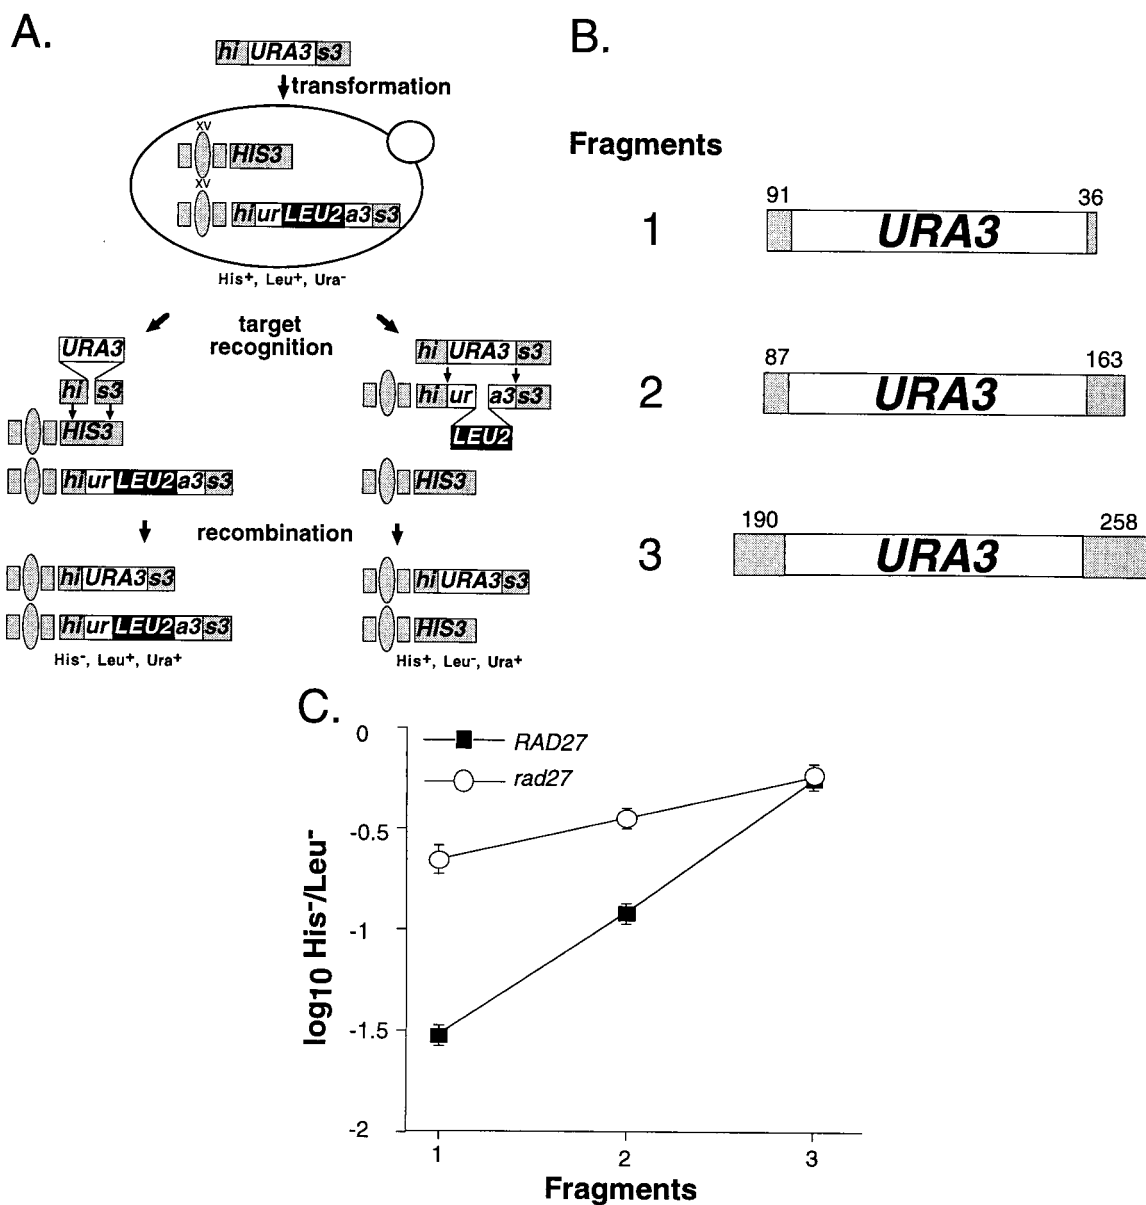 A.
hi URA3 s3
transformation
XV
HIS3
XV
hi ur LEU2 a3 s3
His+, Leu+, Ura-
target
recognition
URA3
hi s3
HIS3
hi ur LEU2 a3 s3
hi URA3 s3
hi ur a3 s3
LEU2
HIS3
recombination
hi URA3 s3
hi ur LEU2 a3 s3
His-, Leu+, Ura+
hi URA3 s3
HIS3
His+, Leu-, Ura+
B.
Fragments
91 36
1 URA3
87 163
2 URA3
190 258
3 URA3
C.
RAD27
rad27
log10 His-/Leu-
0
-0.5
-1
-1.5
-2
1 2 3
Fragments